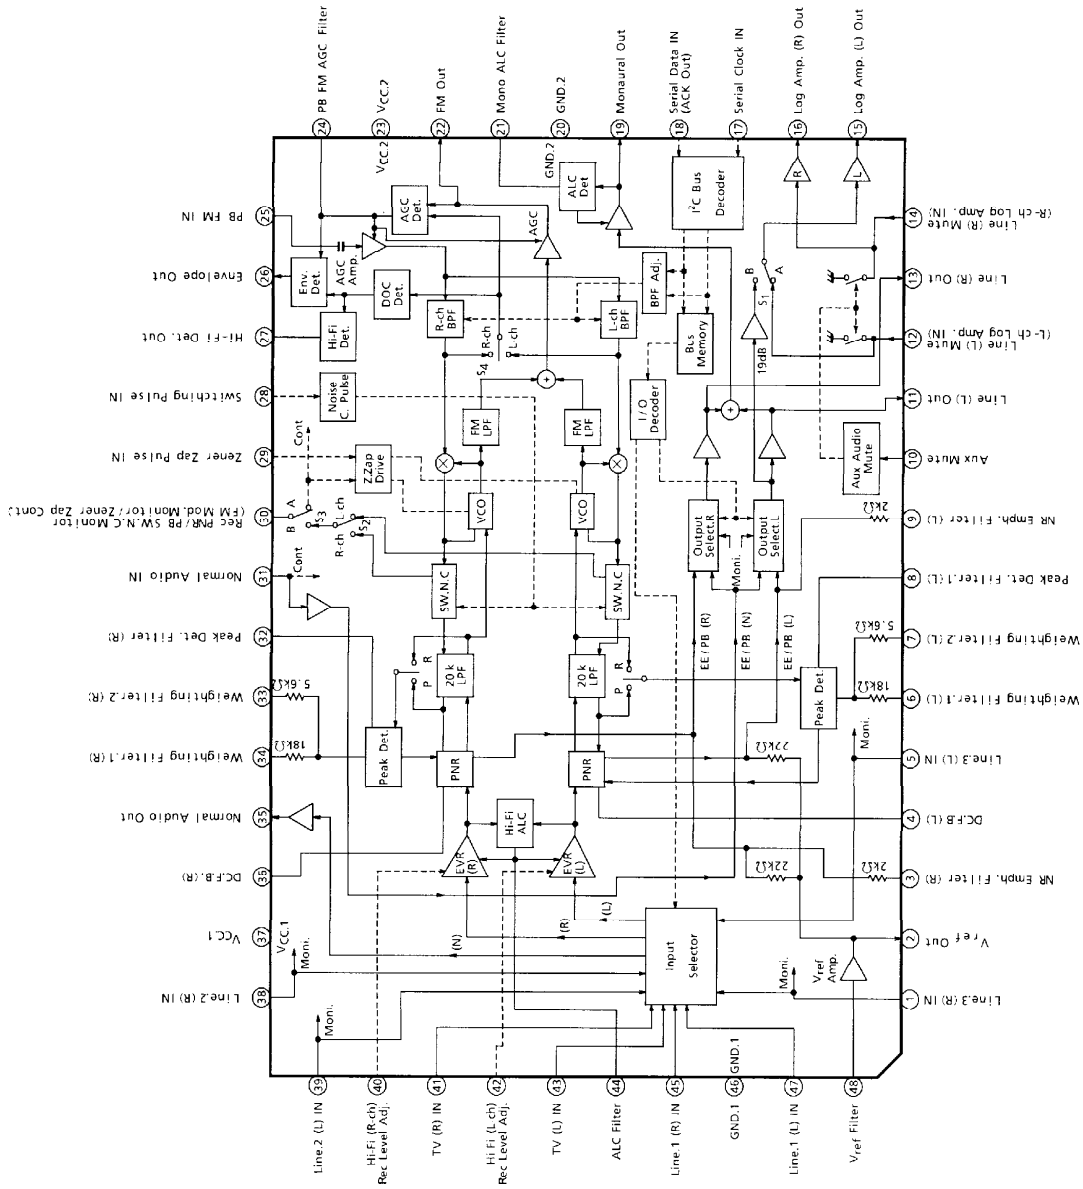 24 PB FM AGC Filter
23 VCC.2
22 FM Out
21 Mono ALC Filter
20 GND.2
19 Monaural Out
18 Serial Data IN
(ACK Out)
17 Serial Clock IN
16 Log Amp. (R) Out
15 Log Amp. (L) Out
25 PB FM IN
26 Envelope Out
27 Hi-Fi Det. Out
28 Switching Pulse IN
29 Zener Zap Pulse IN
30 Rec PNR/PB SW.N.C Monitor
(FM Mod. Monitor/Zener Zap Cont)
31 Normal Audio IN
32 Peak Det. Filter (R)
33 Weighting Filter.2 (R)
34 Weighting Filter.1 (R)
35 Normal Audio Out
36 DC.F.B.(R)
37 VCC.1
38 Line.2 (R) IN
14 Line (R) Mute
(R-ch Log Amp. IN)
13 Line (R) Out
12 Line (L) Mute
(L-ch Log Amp. IN)
11 Line (L) Out
10 Aux Mute
9 NR Emph. Filter (L)
8 Peak Det. Filter.1 (L)
7 Weighting Filter.2 (L)
6 Weighting Filter.1 (L)
5 Line.3 (L) IN
4 DC.F.B (L)
3 NR Emph. Filter (R)
2 Vref Out
1 Line.3 (R) IN
39 Line.2 (L) IN
40 Hi-Fi (R-ch)
Rec Level Adj.
41 TV (R) IN
42 Hi Fi (L ch)
Rec Level Adj.
43 TV (L) IN
44 ALC Filter
45 Line.1 (R) IN
46 GND.1
47 Line.1 (L) IN
48 Vref Filter
VCC.2
GND.2
Env.
Det.
AGC
Amp.
AGC
Det.
AGC
ALC
Det
I²C Bus
Decoder
R
L
Hi-Fi
Det.
DOC
Det.
R-ch
BPF
L-ch
BPF
BPF Adj.
Bus
Memory
B
A
S1
19dB
Noise
C. Pulse
S4
R-ch
L-ch
I/O
Decoder
FM
LPF
FM
LPF
Cont
Z.Zap
Drive
VCO
VCO
Output
Select.R
Output
Select.L
Moni.
Aux Audio
Mute
2kΩ
A
B
S3
S2
L ch
R-ch
Cont
SW.N.C
SW.N.C
EE / PB (R)
EE / PB (N)
EE / PB (L)
P
R
20 k
LPF
20 k
LPF
P
R
5.6kΩ
18kΩ
Peak Det.
PNR
PNR
Peak Det.
5.6kΩ
18kΩ
Moni.
22kΩ
Hi-Fi
ALC
EVR
(R)
EVR
(L)
22kΩ
2kΩ
VCC.1
Moni.
(N)
(R)
(L)
Input
Selector
Moni.
Vref
Amp.
Moni.
GND.1